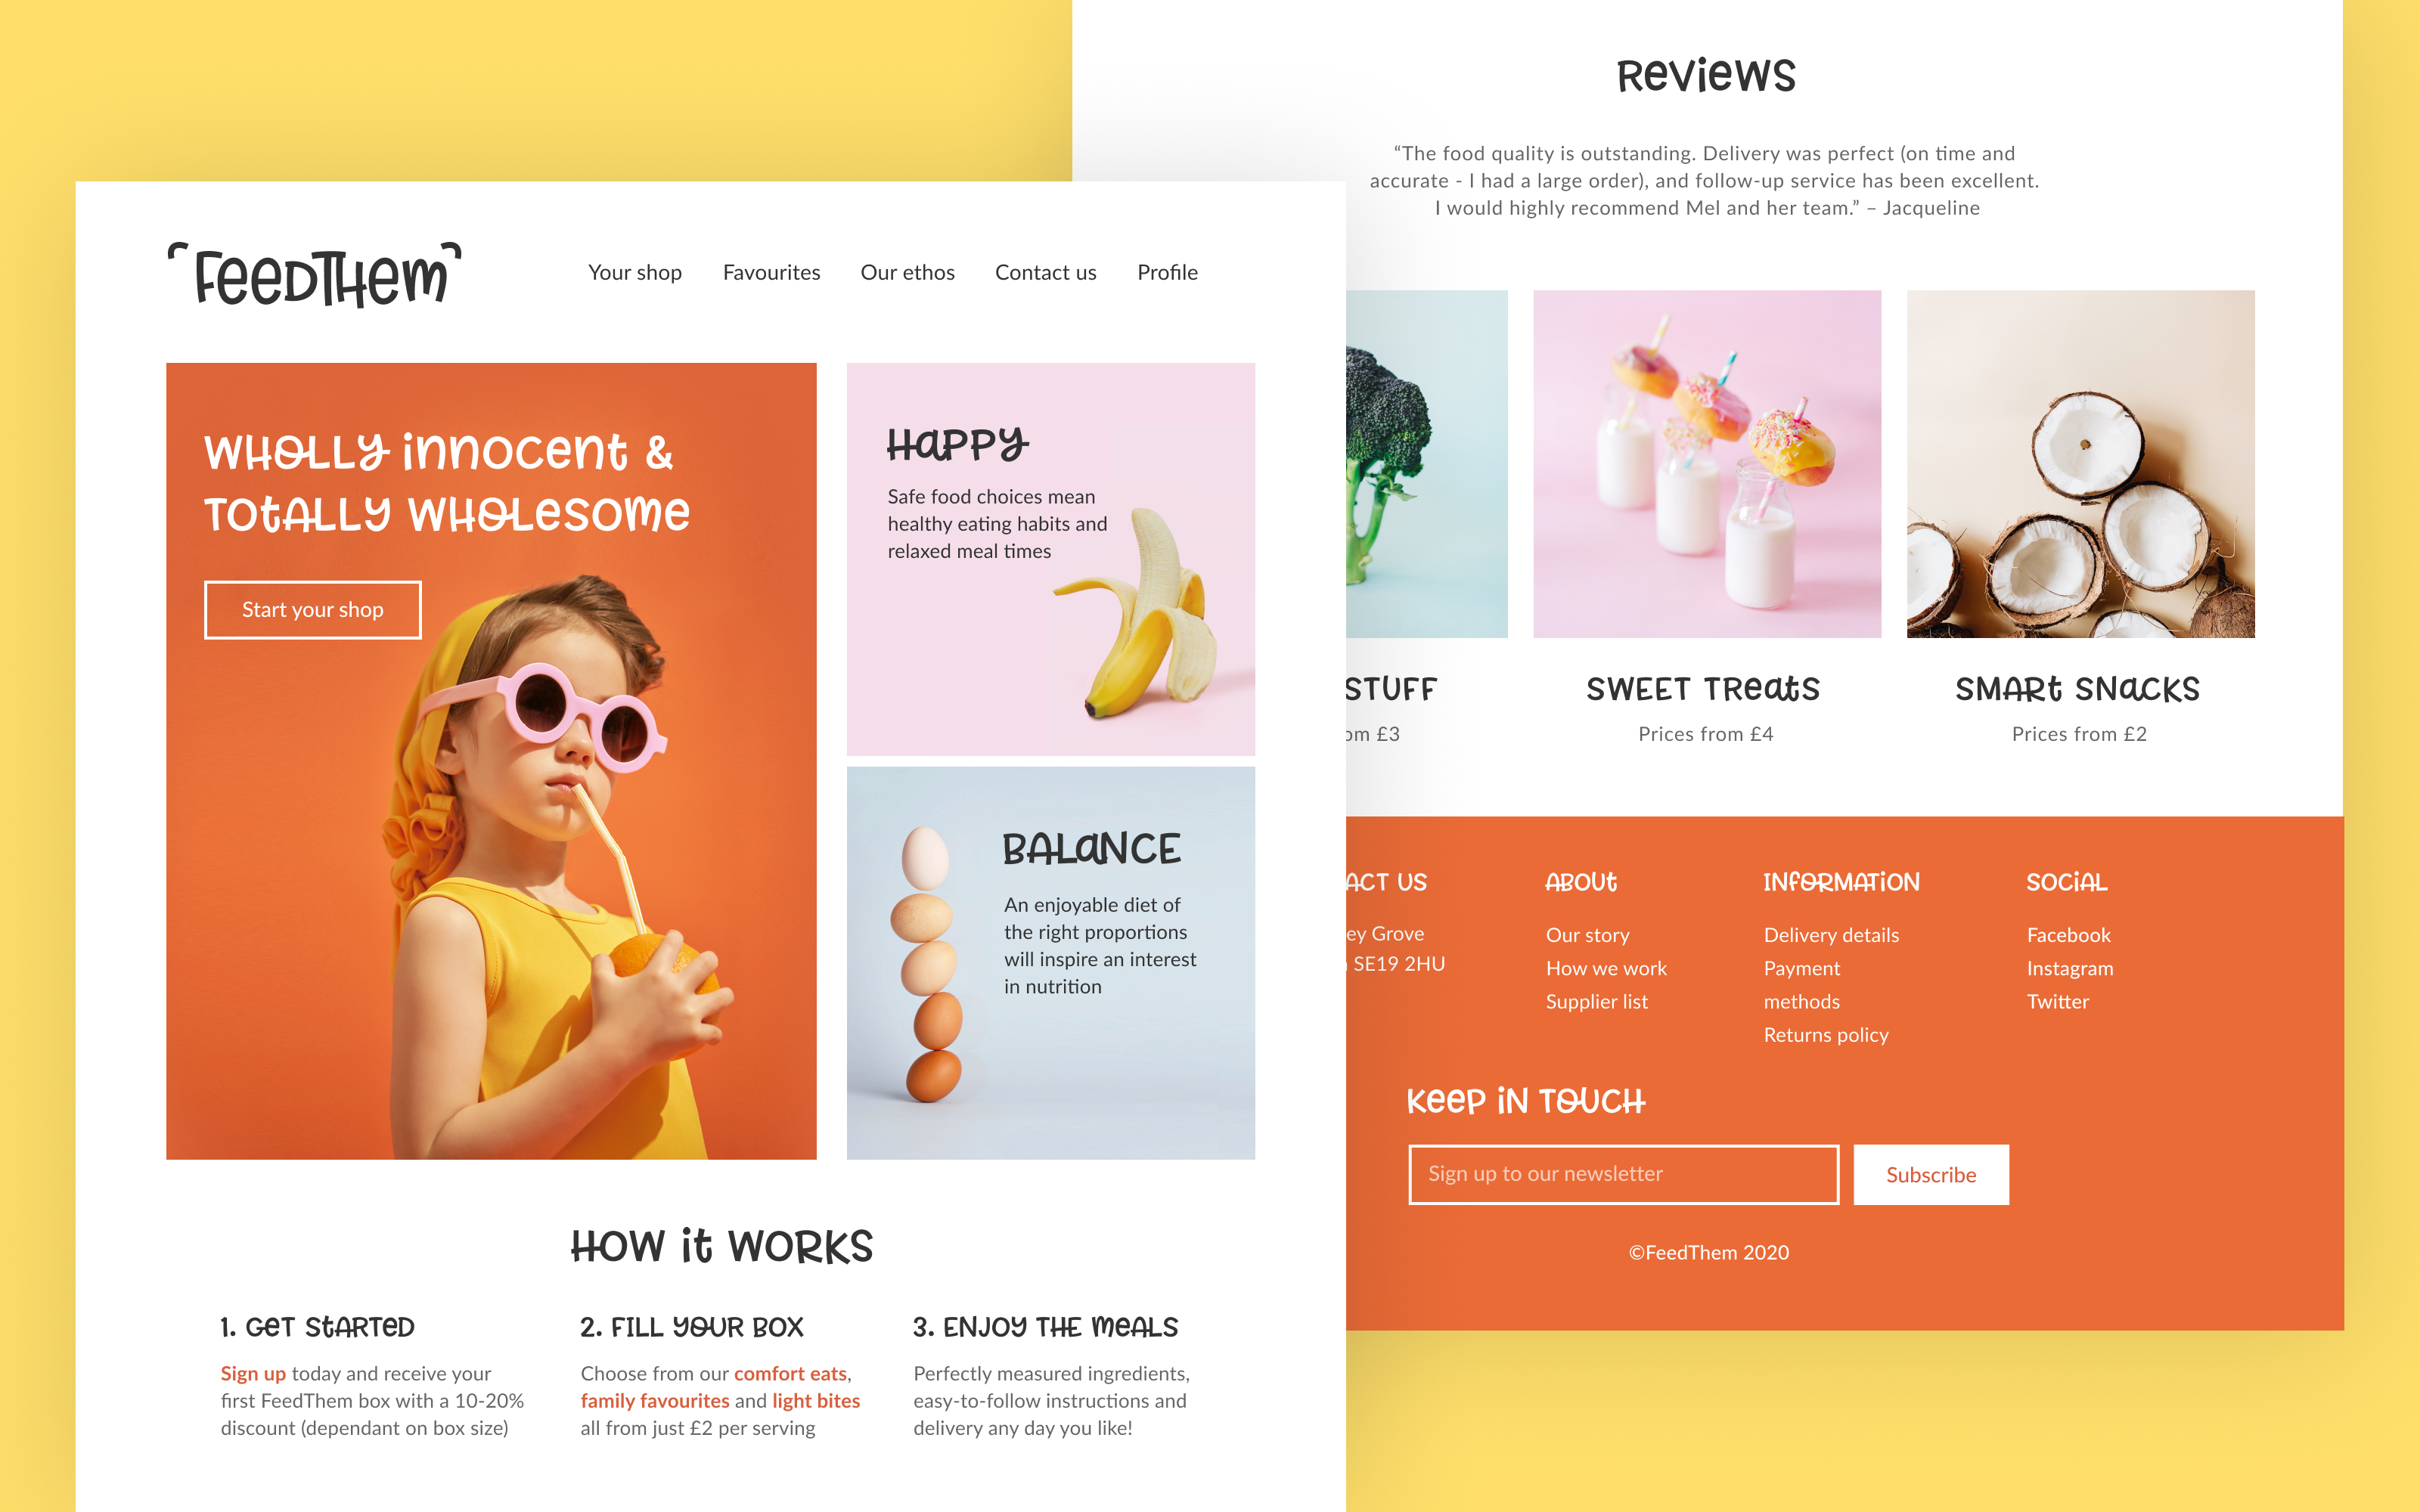 FeedThem
Your shop
Favourites
Our ethos
Contact us
Profile
Wholly innocent &
totally wholesome
Start your shop
Happy
Safe food choices mean
healthy eating habits and
relaxed meal times
Balance
An enjoyable diet of
the right proportions
will inspire an interest
in nutrition
How it works
1. Get started
Sign up today and receive your
first FeedThem box with a 10-20%
discount (dependant on box size)
2. Fill your box
Choose from our comfort eats,
family favourites and light bites
all from just £2 per serving
3. Enjoy the meals
Perfectly measured ingredients,
easy-to-follow instructions and
delivery any day you like!
Reviews
“The food quality is outstanding. Delivery was perfect (on time and
accurate - I had a large order), and follow-up service has been excellent.
I would highly recommend Mel and her team.” – Jacqueline
STUFF
£3
SWEET TReats
Prices from £4
SMARt SNacKS
Prices from £2
US
Grove
SE19 2HU
About
Our story
How we work
Supplier list
Information
Delivery details
Payment
methods
Returns policy
Social
Facebook
Instagram
Twitter
Keep in touch
Sign up to our newsletter
Subscribe
©FeedThem 2020